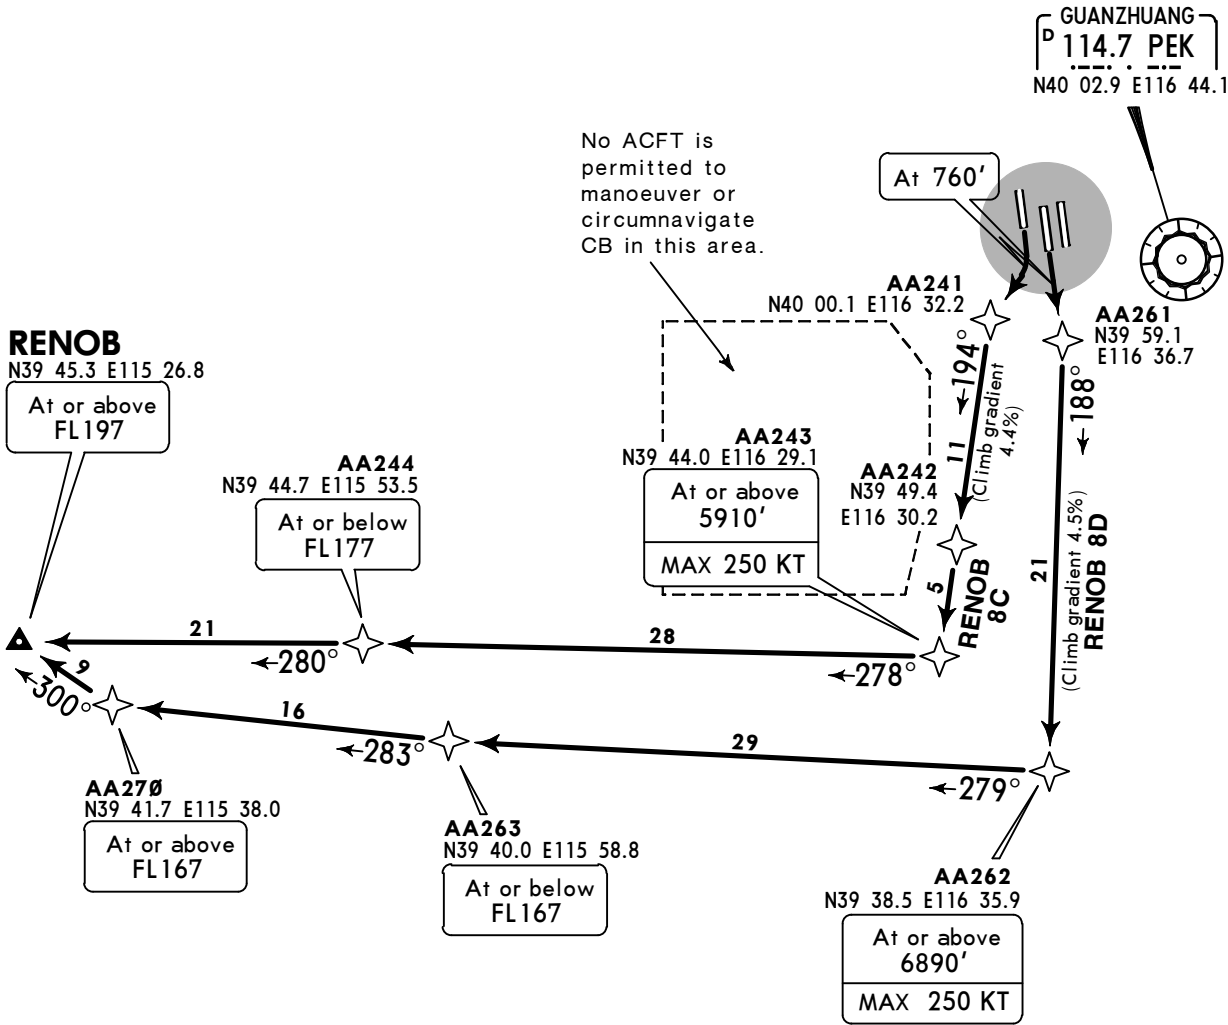 GUANZHUANG
D 114.7 PEK
N40 02.9 E116 44.1
No ACFT is
permitted to
manoeuver or
circumnavigate
CB in this area.
At 760'
AA241
N40 00.1 E116 32.2
AA261
N39 59.1
E116 36.7
RENOB
N39 45.3 E115 26.8
At or above
FL197
194°
(Climb gradient
4.4%)
11
188°
AA244
N39 44.7 E115 53.5
At or below
FL177
AA243
N39 44.0 E116 29.1
At or above
5910'
MAX 250 KT
AA242
N39 49.4
E116 30.2
5
RENOB
8C
21
(Climb gradient 4.5%)
RENOB 8D
21
280°
28
278°
9
300°
16
283°
29
279°
AA27Ø
N39 41.7 E115 38.0
At or above
FL167
AA263
N39 40.0 E115 58.8
At or below
FL167
AA262
N39 38.5 E116 35.9
At or above
6890'
MAX 250 KT